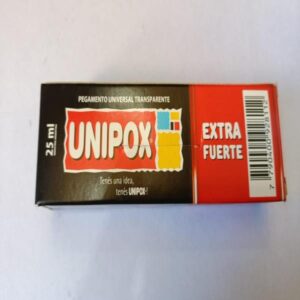 PEGAMENTO UNIVERSAL TRANSPARENTE
25 ml
UNIPOX
Tenés una idea,
tenés UNIPOX!
EXTRA
FUERTE